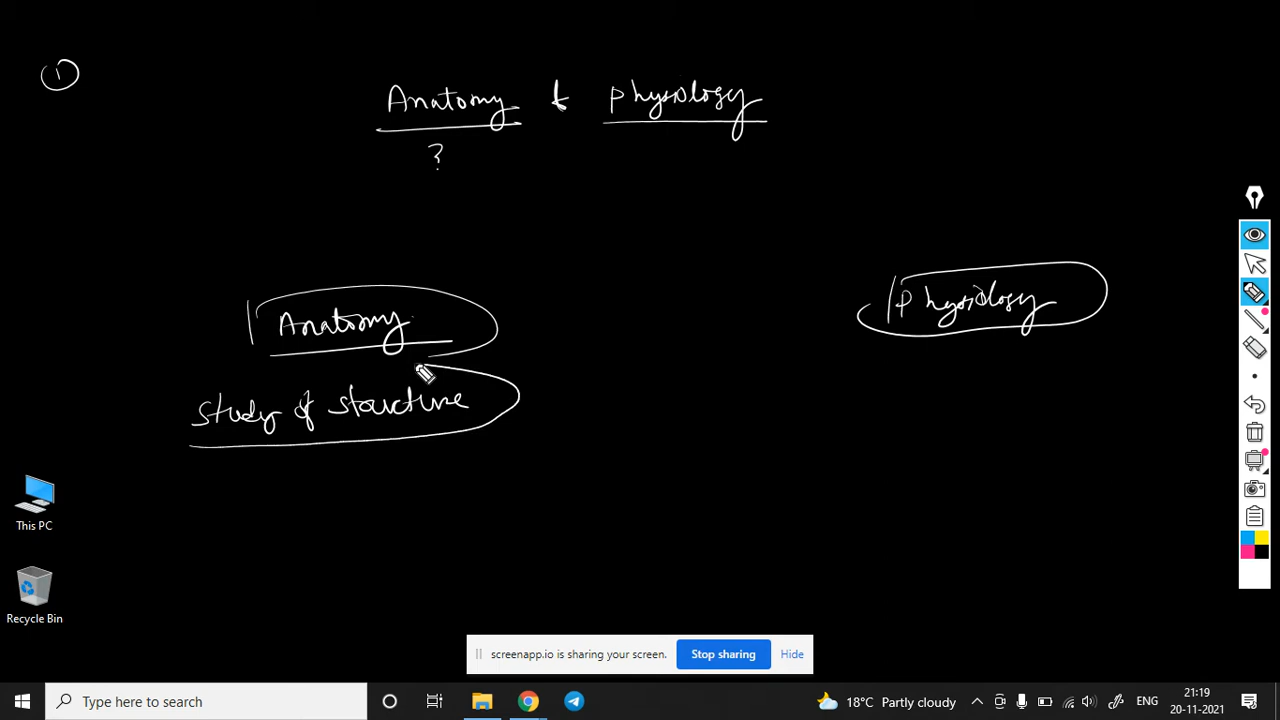 ①
Anatomy & physiology
?
Anatomy
physiology
study of structure
This PC
Recycle Bin
screenapp.io is sharing your screen.
Stop sharing
Hide
Type here to search
18°C Partly cloudy
ENG
21:19
20-11-2021